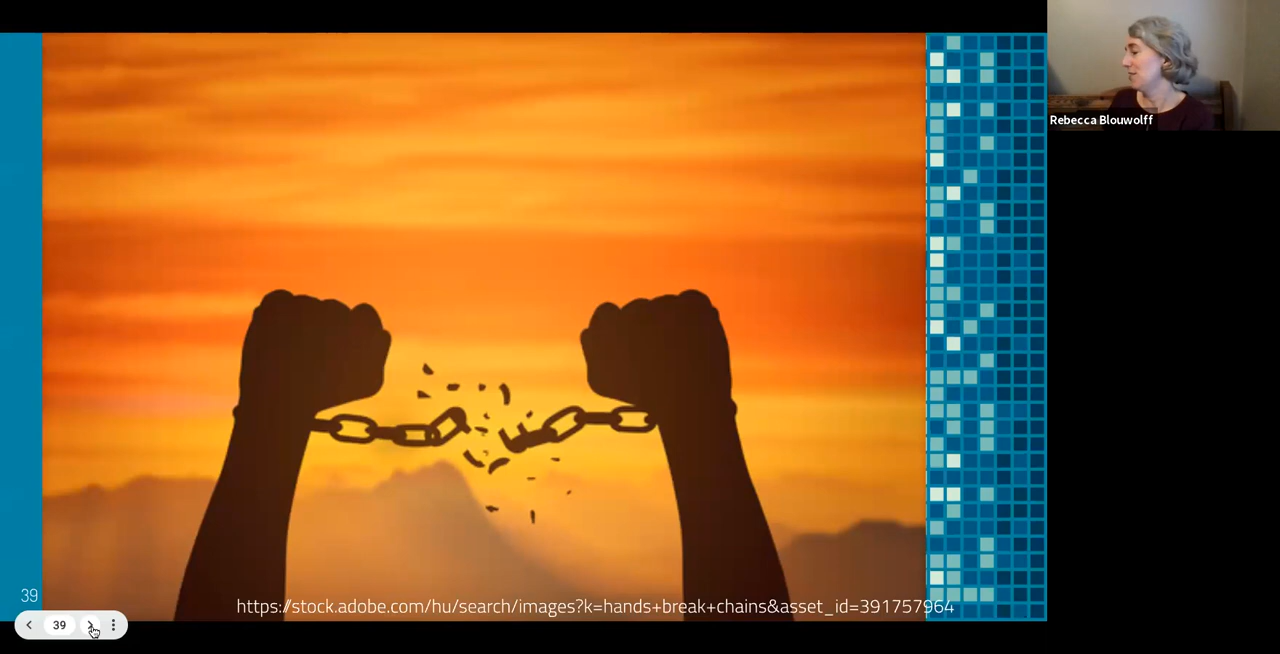 Rebecca Blouwolff
39
https://stock.adobe.com/hu/search/images?k=hands+break+chains&asset_id=391757964
39